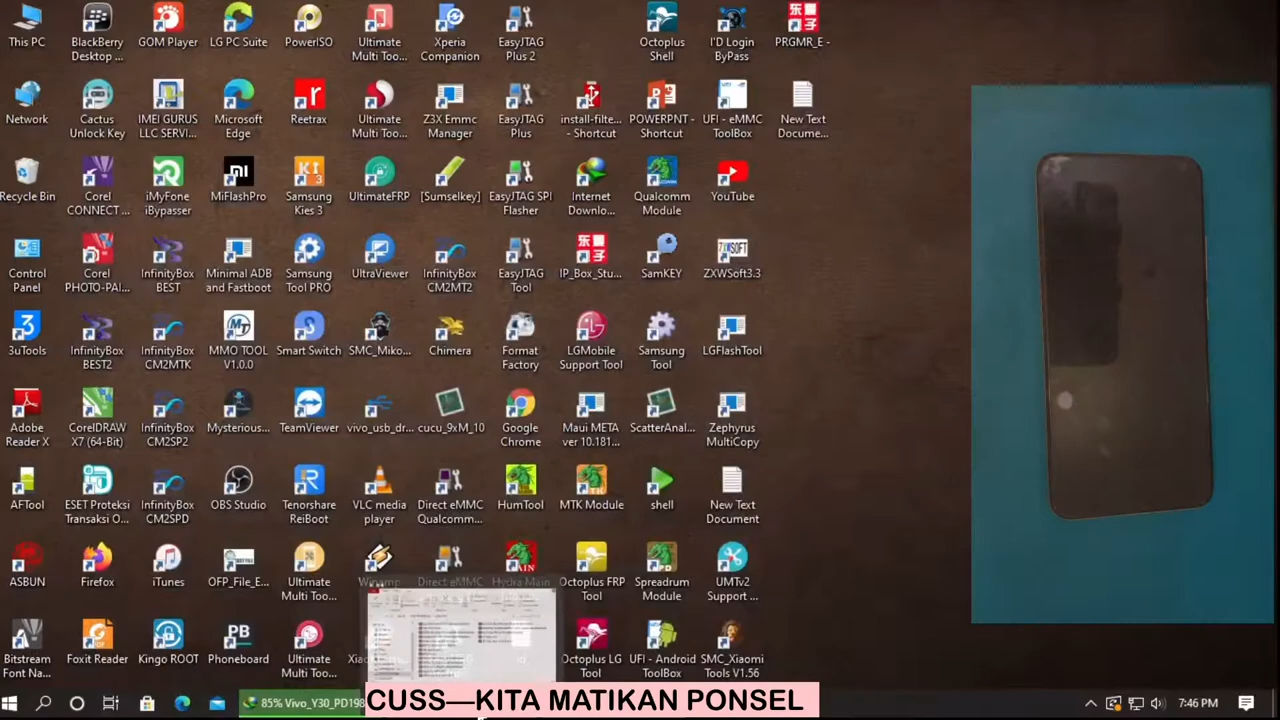 This PC
BlackBerry
Desktop ...
GOM Player
LG PC Suite
PowerISO
Ultimate
Multi Too...
Xperia
Companion
EasyJTAG
Plus 2
Octoplus
Shell
I'D Login
ByPass
PRGMR_E -
Network
Cactus
Unlock Key
IMEI GURUS
LLC SERVI...
Microsoft
Edge
Reetrax
Ultimate
Multi Too...
Z3X Emmc
Manager
EasyJTAG
Plus
install-filte...
- Shortcut
POWERPNT -
Shortcut
UFI - eMMC
ToolBox
New Text
Docume...
Recycle Bin
Corel
CONNECT ...
iMyFone
iBypasser
MiFlashPro
Samsung
Kies 3
UltimateFRP
[Sumselkey]
EasyJTAG SPI
Flasher
Internet
Downlo...
Qualcomm
Module
YouTube
Control
Panel
Corel
PHOTO-PAI...
InfinityBox
BEST
Minimal ADB
and Fastboot
Samsung
Tool PRO
UltraViewer
InfinityBox
CM2MT2
EasyJTAG
Tool
IP_Box_Stu...
SamKEY
ZXWSoft3.3
3uTools
InfinityBox
BEST2
InfinityBox
CM2MTK
MMO TOOL
V1.0.0
Smart Switch
SMC_Miko...
Chimera
Format
Factory
LGMobile
Support Tool
Samsung
Tool
LGFlashTool
Adobe
Reader X
CorelDRAW
X7 (64-Bit)
InfinityBox
CM2SP2
Mysterious...
TeamViewer
vivo_usb_dr...
cucu_9xM_10
Google
Chrome
Maui META
ver 10.181...
ScatterAnal...
Zephyrus
MultiCopy
AFTool
ESET Proteksi
Transaksi O...
InfinityBox
CM2SPD
OBS Studio
Tenorshare
ReiBoot
VLC media
player
Direct eMMC
Qualcomm...
HumTool
MTK Module
shell
New Text
Document
ASBUN
Firefox
iTunes
OFP_File_E...
Ultimate
Multi Too...
Winamp
Direct eMMC
Hydra Main
Octoplus FRP
Tool
Spreadrum
Module
UMTv2
Support ...
Bitstream
Font Na...
Phoneboard
Ultimate
Multi Too...
Octoplus LG
Tool
UFI - Android
ToolBox
SMC_Xiaomi
Tools V1.56
85% Vivo_Y30_PD198
CUSS—KITA MATIKAN PONSEL
7:46 PM